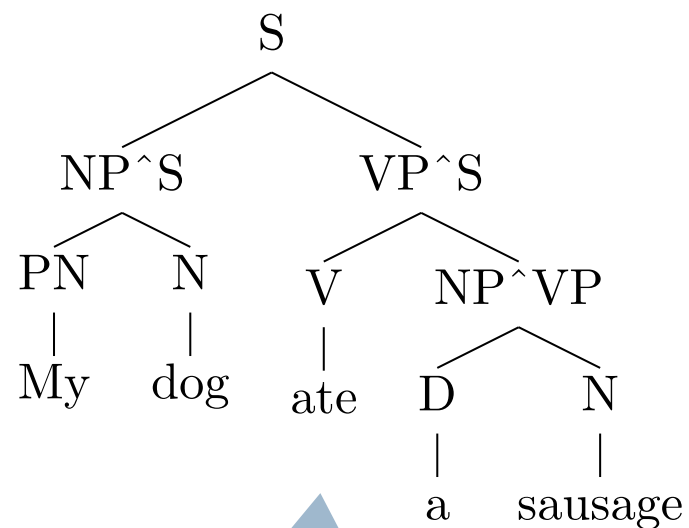 S
NP^S VP^S
PN N V NP^VP
My dog ate D N
a sausage